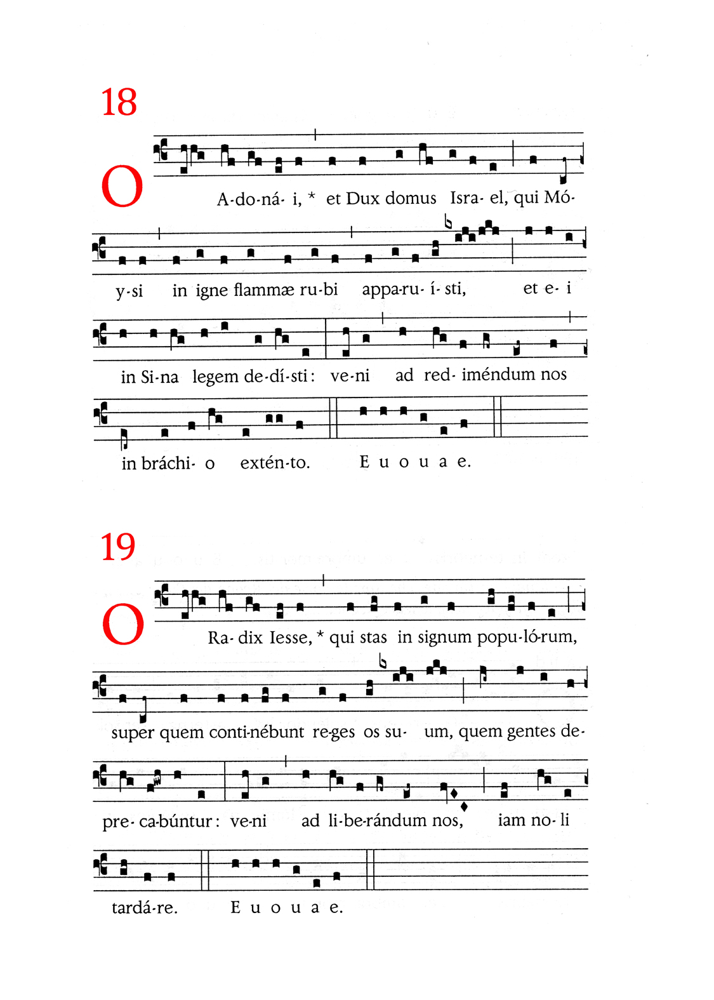 18
O A-do-ná-i, * et Dux domus Isra-el, qui Mó-
y-si in igne flammæ ru-bi appa-ru-í-sti, et e-i
in Si-na legem de-dí-sti: ve-ni ad red-iméndum nos
in bráchi-o extén-to. E u o u a e.
19
O Ra-dix Iesse, * qui stas in signum popu-ló-rum,
super quem conti-nébunt re-ges os su-um, quem gentes de-
pre-ca-búntur: ve-ni ad li-be-rándum nos, iam no-li
tardá-re. E u o u a e.